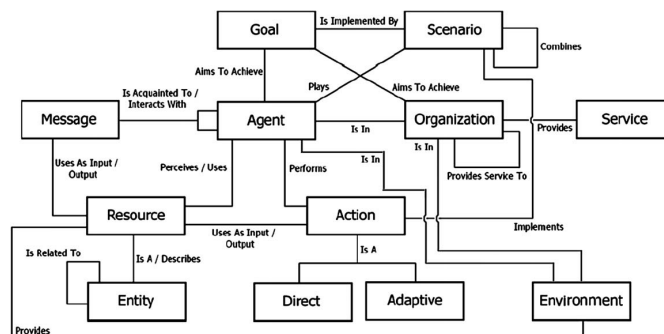 Goal
Is Implemented By
Scenario
Combines
Aims To Achieve
Plays
Aims To Achieve
Is Acquainted To /
Interacts With
Message
Agent
Is In
Organization
Is In
Provides
Service
Uses As Input /
Output
Perceives / Uses
Performs
Is In
Provides Service To
Resource
Uses As Input /
Output
Action
Implements
Is Related To
Is A / Describes
Is A
Entity
Direct
Adaptive
Environment
Provides